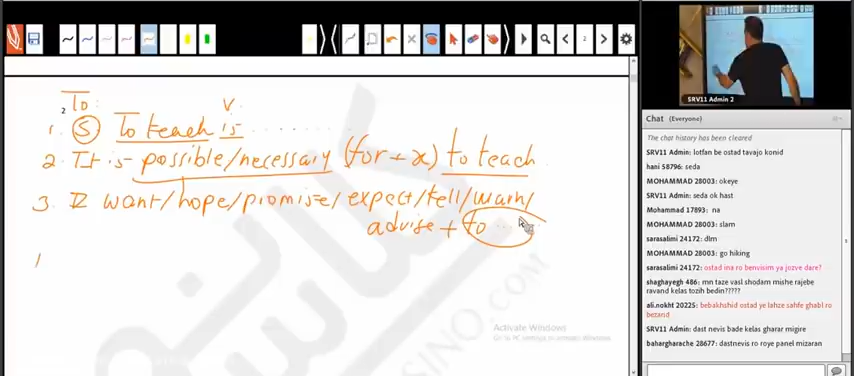 To:
2
V.
1. S To teach is ..........
2. It is possible/necessary (for + x) to teach
3. I want/hope/promise/expect/tell/warn/
advise + to ...
SINO.COM
Activate Windows
SRV11 Admin 2
Chat (Everyone)
The chat history has been cleared
SRV11 Admin: lotfan be ostad tavajo konid
hani 58796: seda
MOHAMMAD 28003: okeye
SRV11 Admin: seda ok hast
Mohammad 17893: na
MOHAMMAD 28003: slam
sarasalimi 24172: dlm
MOHAMMAD 28003: go hiking
sarasalimi 24172: ostad ina ro benvisim ya jozve dare?
shaghayegh 486: mn taze vasl shodam mishe rajebe
ravand kelas tozih bedin?????
ali.nokht 20225: bebakhshid ostad ye lahze safhe ghabl ro
bezand
SRV11 Admin: dast nevis bade kelas gharar migire
bahargharache 28677: dastnevis ro roye panel mizaran